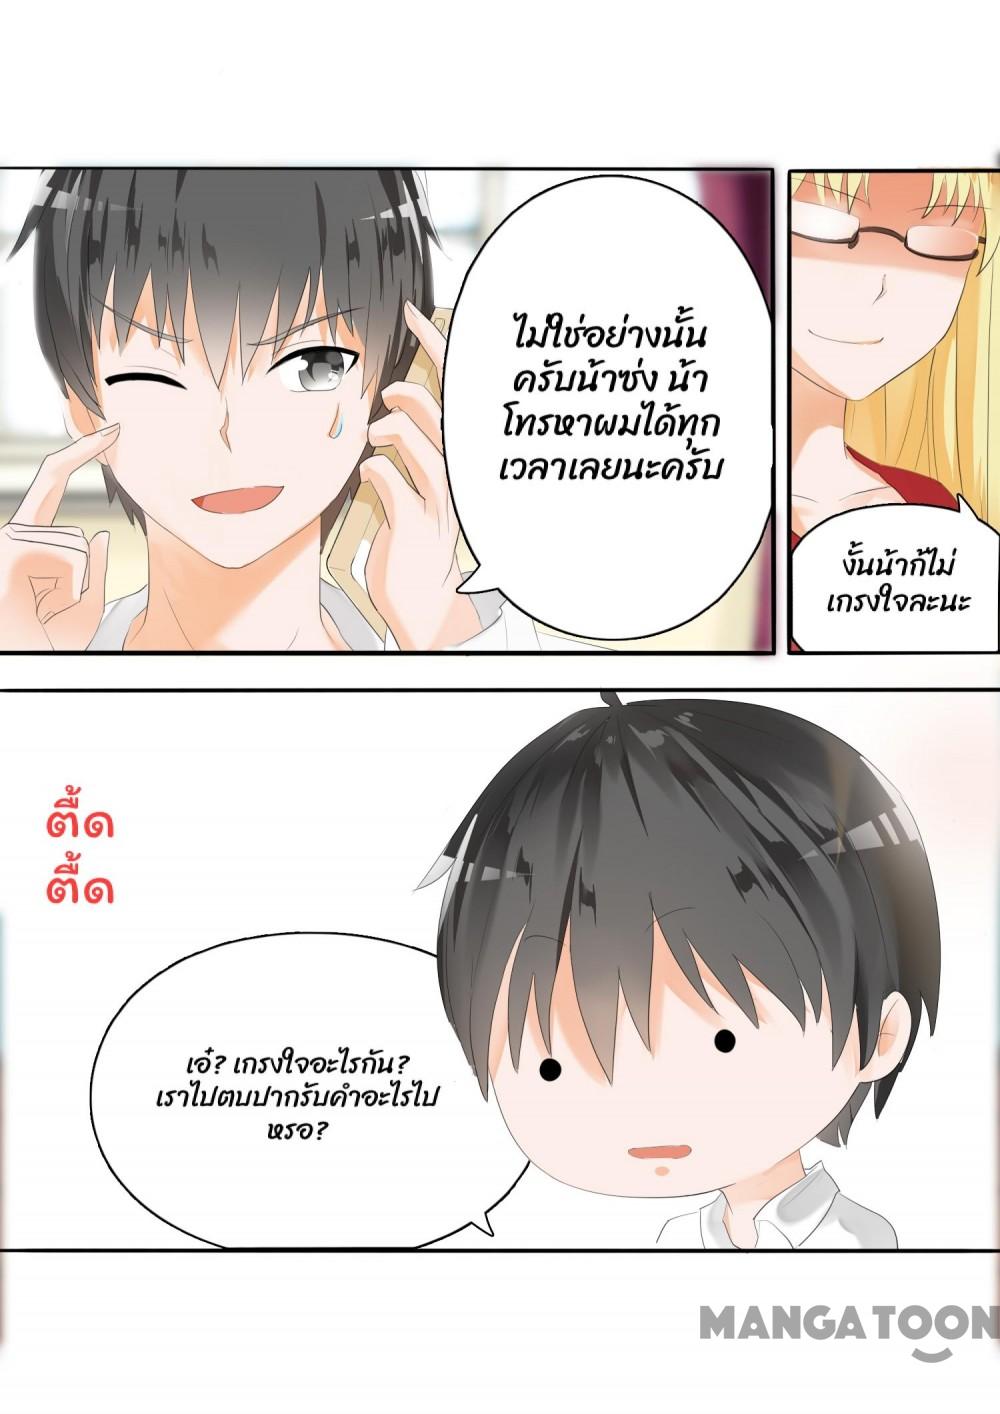 ไม่ใช่อย่างนั้น
ครับน้าซ่ง น้า
โทรหาผมได้ทุก
เวลาเลยนะครับ
งั้นน้าก้ไม่
เกรงใจละนะ
ตื้ด
ตื้ด
เอ๋? เกรงใจอะไรกัน?
เราไปตบปากรับคำอะไรไป
หรอ?
MANGATOON